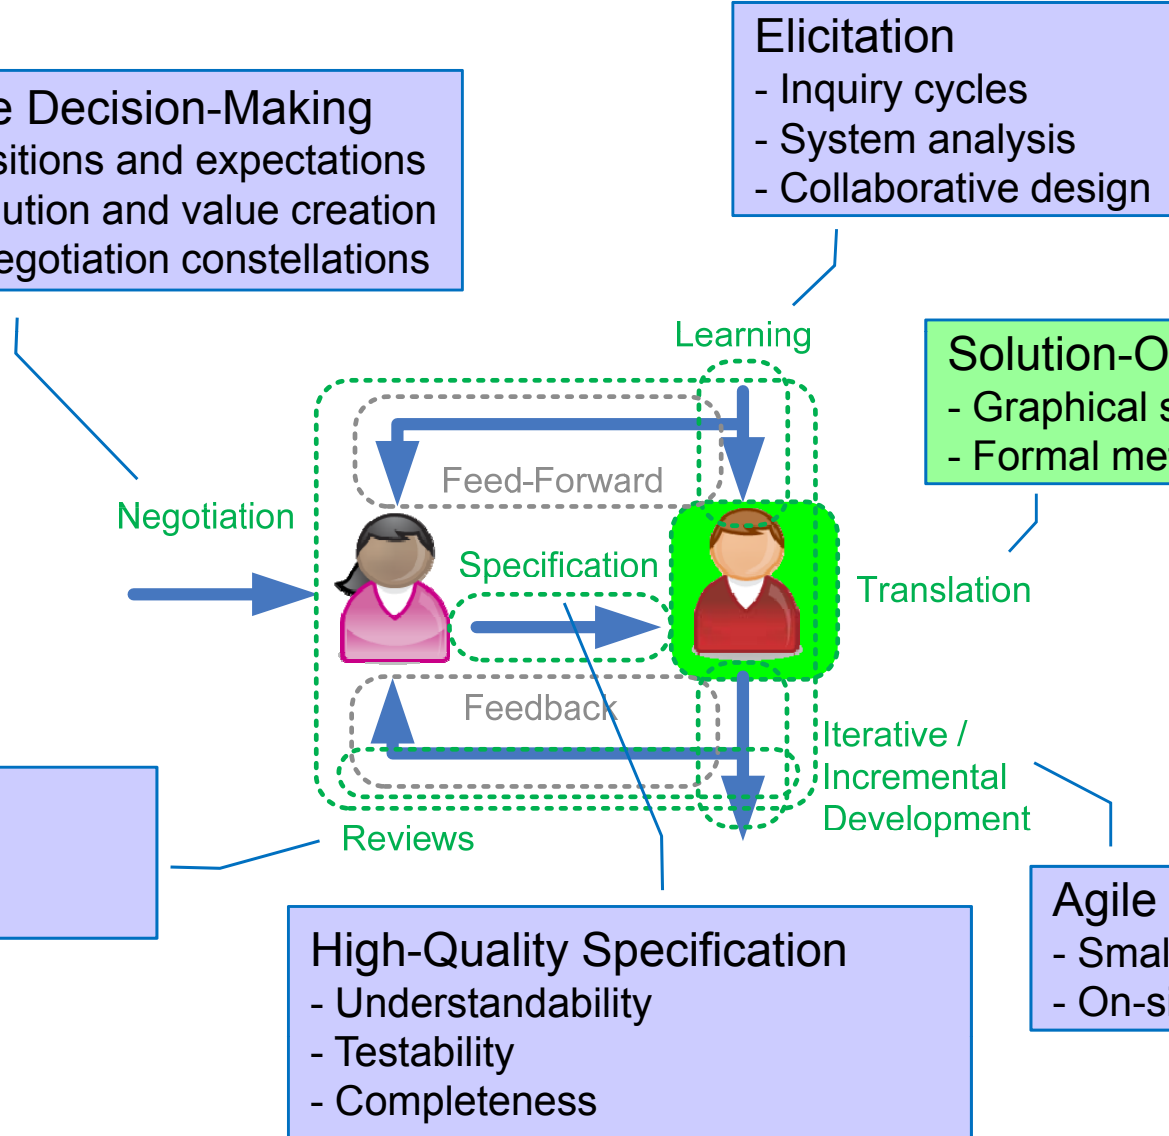 Elicitation
- Inquiry cycles
- System analysis
- Collaborative design
e Decision-Making
sitions and expectations
lution and value creation
egotiation constellations
Learning
Solution-O
- Graphical s
- Formal me
Feed-Forward
Negotiation
Specification
Translation
Feedback
Iterative /
Incremental
Development
Reviews
High-Quality Specification
- Understandability
- Testability
- Completeness
Agile
- Smal
- On-si